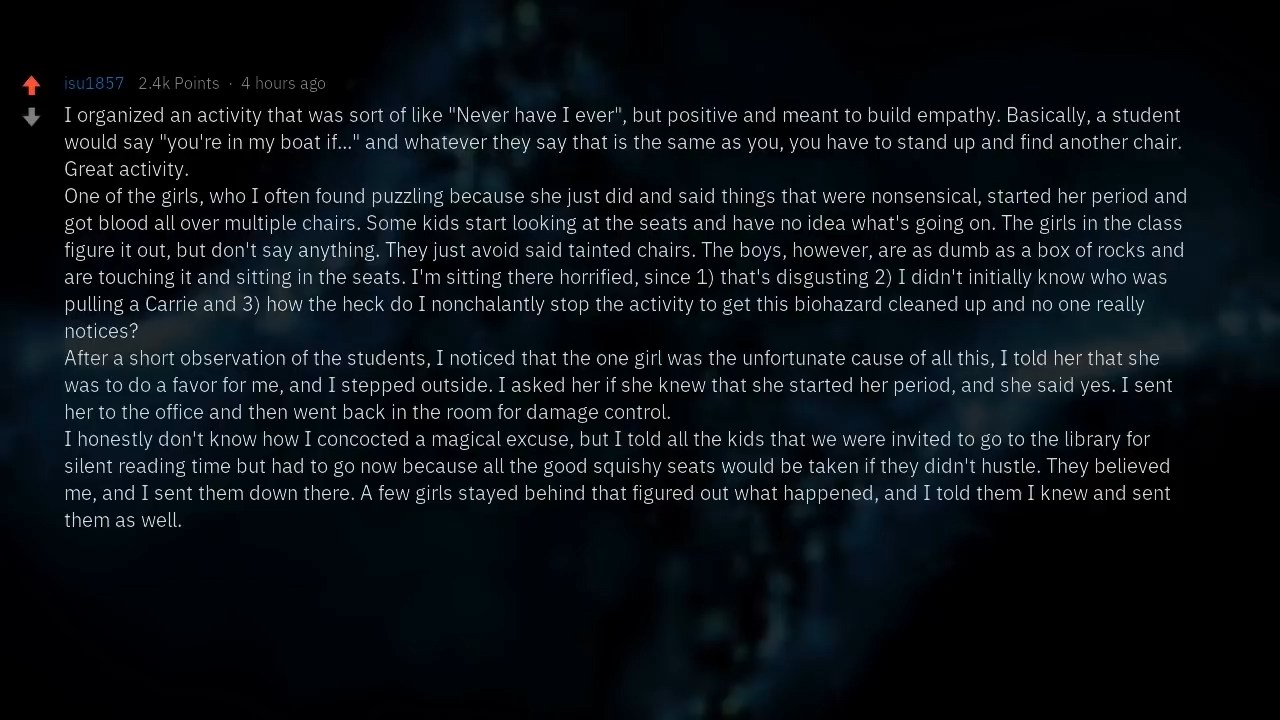 isu1857 2.4k Points · 4 hours ago
I organized an activity that was sort of like "Never have I ever", but positive and meant to build empathy. Basically, a student
would say "you're in my boat if..." and whatever they say that is the same as you, you have to stand up and find another chair.
Great activity.
One of the girls, who I often found puzzling because she just did and said things that were nonsensical, started her period and
got blood all over multiple chairs. Some kids start looking at the seats and have no idea what's going on. The girls in the class
figure it out, but don't say anything. They just avoid said tainted chairs. The boys, however, are as dumb as a box of rocks and
are touching it and sitting in the seats. I'm sitting there horrified, since 1) that's disgusting 2) I didn't initially know who was
pulling a Carrie and 3) how the heck do I nonchalantly stop the activity to get this biohazard cleaned up and no one really
notices?
After a short observation of the students, I noticed that the one girl was the unfortunate cause of all this, I told her that she
was to do a favor for me, and I stepped outside. I asked her if she knew that she started her period, and she said yes. I sent
her to the office and then went back in the room for damage control.
I honestly don't know how I concocted a magical excuse, but I told all the kids that we were invited to go to the library for
silent reading time but had to go now because all the good squishy seats would be taken if they didn't hustle. They believed
me, and I sent them down there. A few girls stayed behind that figured out what happened, and I told them I knew and sent
them as well.